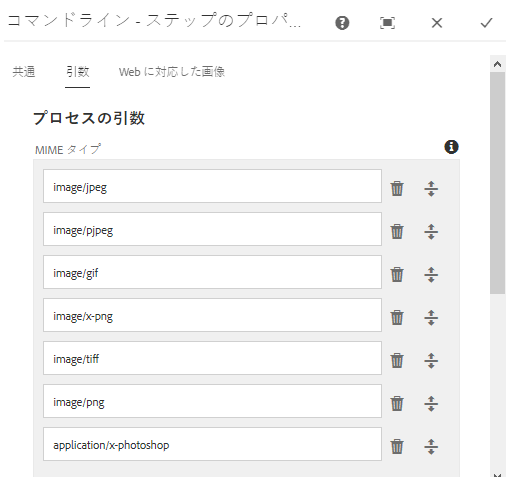 コマンドライン - ステップのプロパ...
共通 引数 Web に対応した画像
プロセスの引数
MIME タイプ
image/jpeg
image/pjpeg
image/gif
image/x-png
image/tiff
image/png
application/x-photoshop